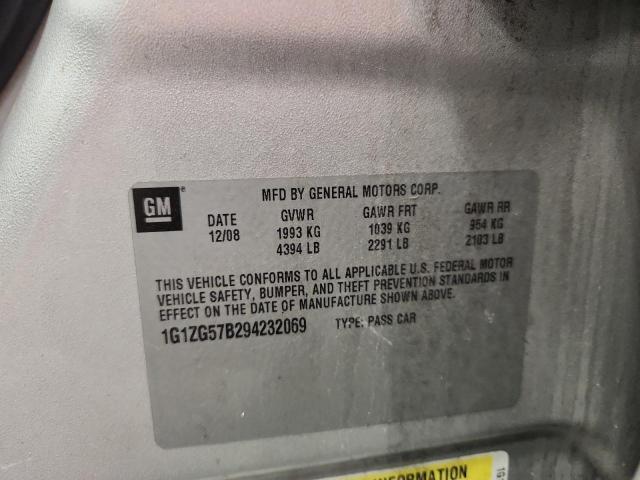 GM ®
MFD BY GENERAL MOTORS CORP.
DATE GVWR GAWR FRT GAWR RR
12/08 1993 KG 1039 KG 954 KG
4394 LB 2291 LB 2103 LB
THIS VEHICLE CONFORMS TO ALL APPLICABLE U.S. FEDERAL MOTOR
VEHICLE SAFETY, BUMPER, AND THEFT PREVENTION STANDARDS IN
EFFECT ON THE DATE OF MANUFACTURE SHOWN ABOVE.
1G1ZG57B294232069 TYPE: PASS CAR
INFORMATION